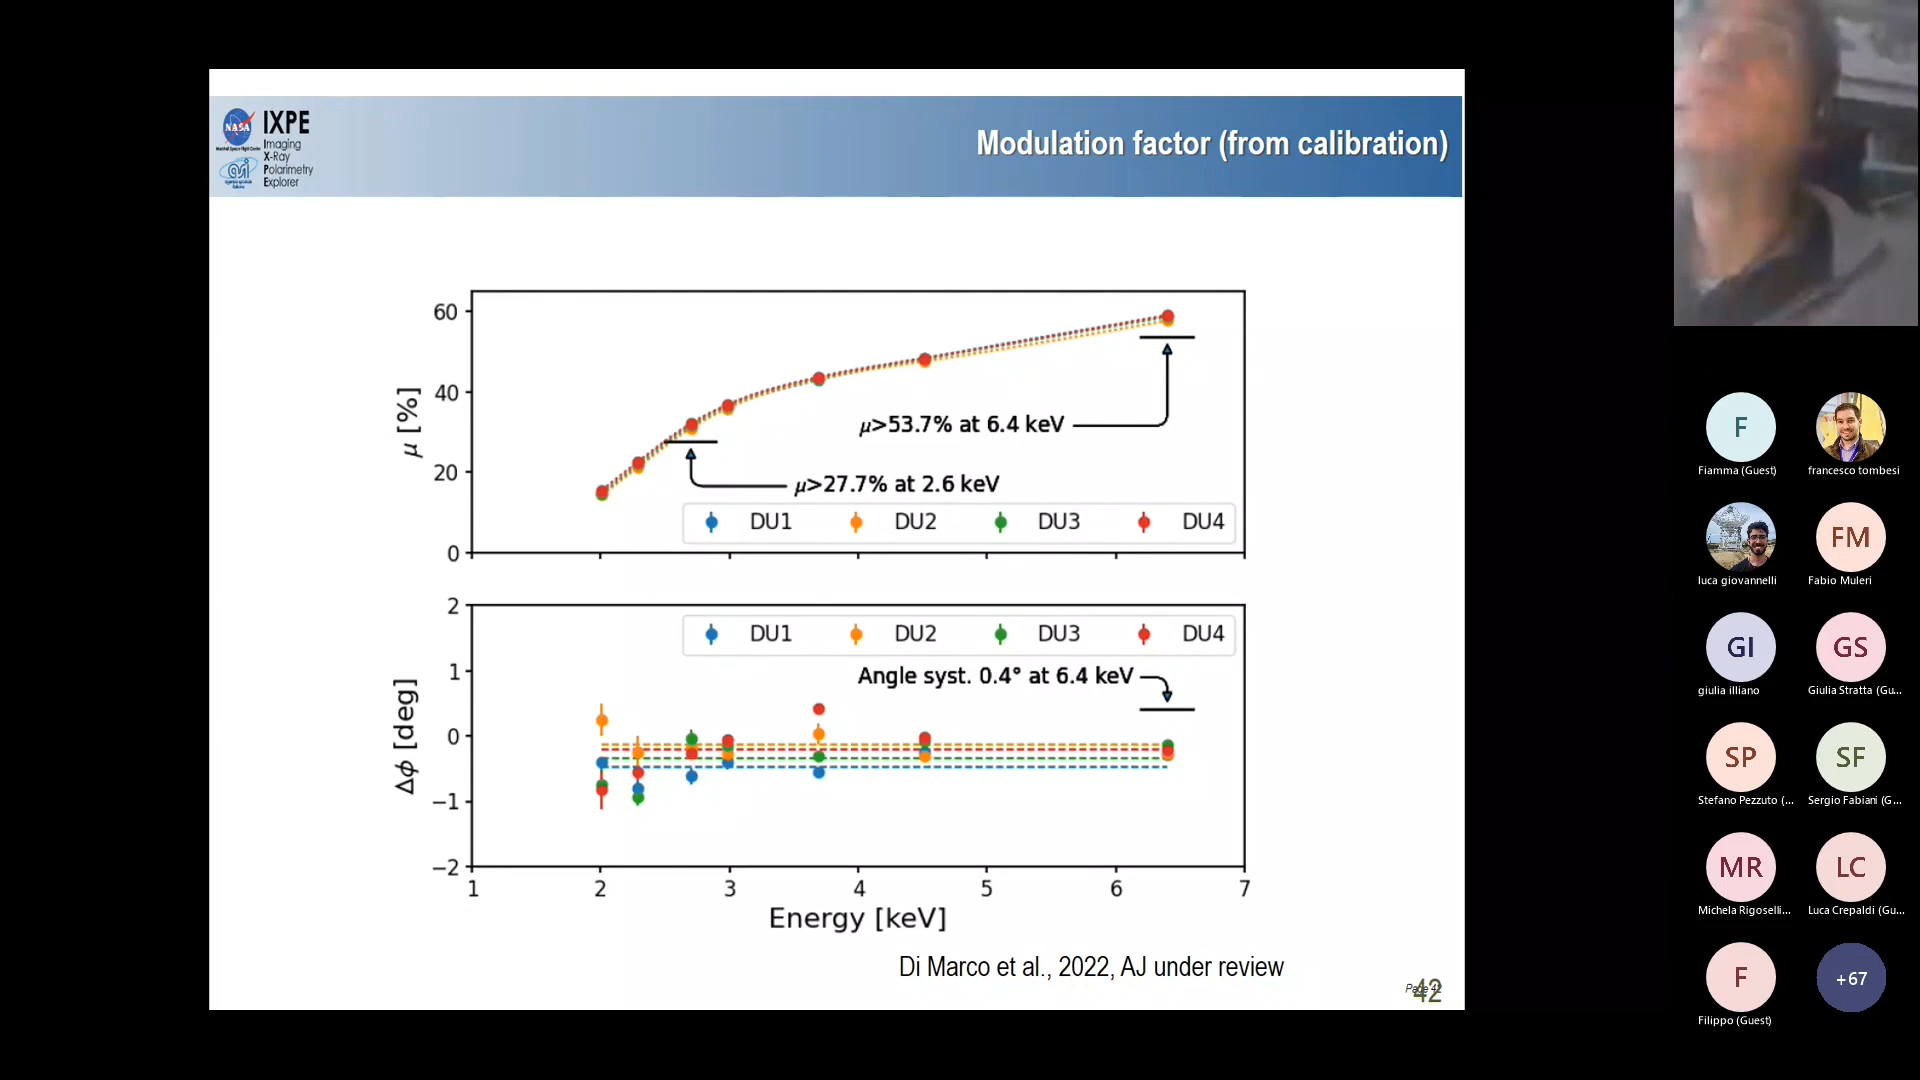 NASA
IXPE
Imaging
X-Ray
Polarimetry
Explorer
asi
Modulation factor (from calibration)
60
40
20
0
μ [%]
μ>53.7% at 6.4 keV
μ>27.7% at 2.6 keV
DU1 DU2 DU3 DU4
2
1
0
−1
−2
Δϕ [deg]
DU1 DU2 DU3 DU4
Angle syst. 0.4° at 6.4 keV
1 2 3 4 5 6 7
Energy [keV]
Di Marco et al., 2022, AJ under review
42
F
Fiamma (Guest)
francesco tombesi
luca giovannelli
FM
Fabio Muleri
GI
giulia illiano
GS
Giulia Stratta (Gu...
SP
Stefano Pezzuto (...
SF
Sergio Fabiani (G...
MR
Michela Rigoselli...
LC
Luca Crepaldi (Gu...
F
Filippo (Guest)
+67